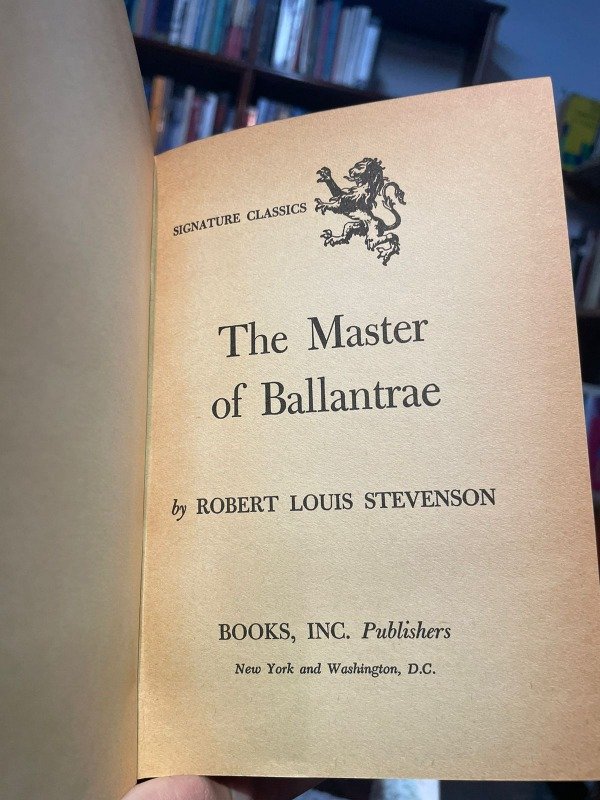 SIGNATURE CLASSICS
The Master
of Ballantrae
by ROBERT LOUIS STEVENSON
BOOKS, INC. Publishers
New York and Washington, D.C.